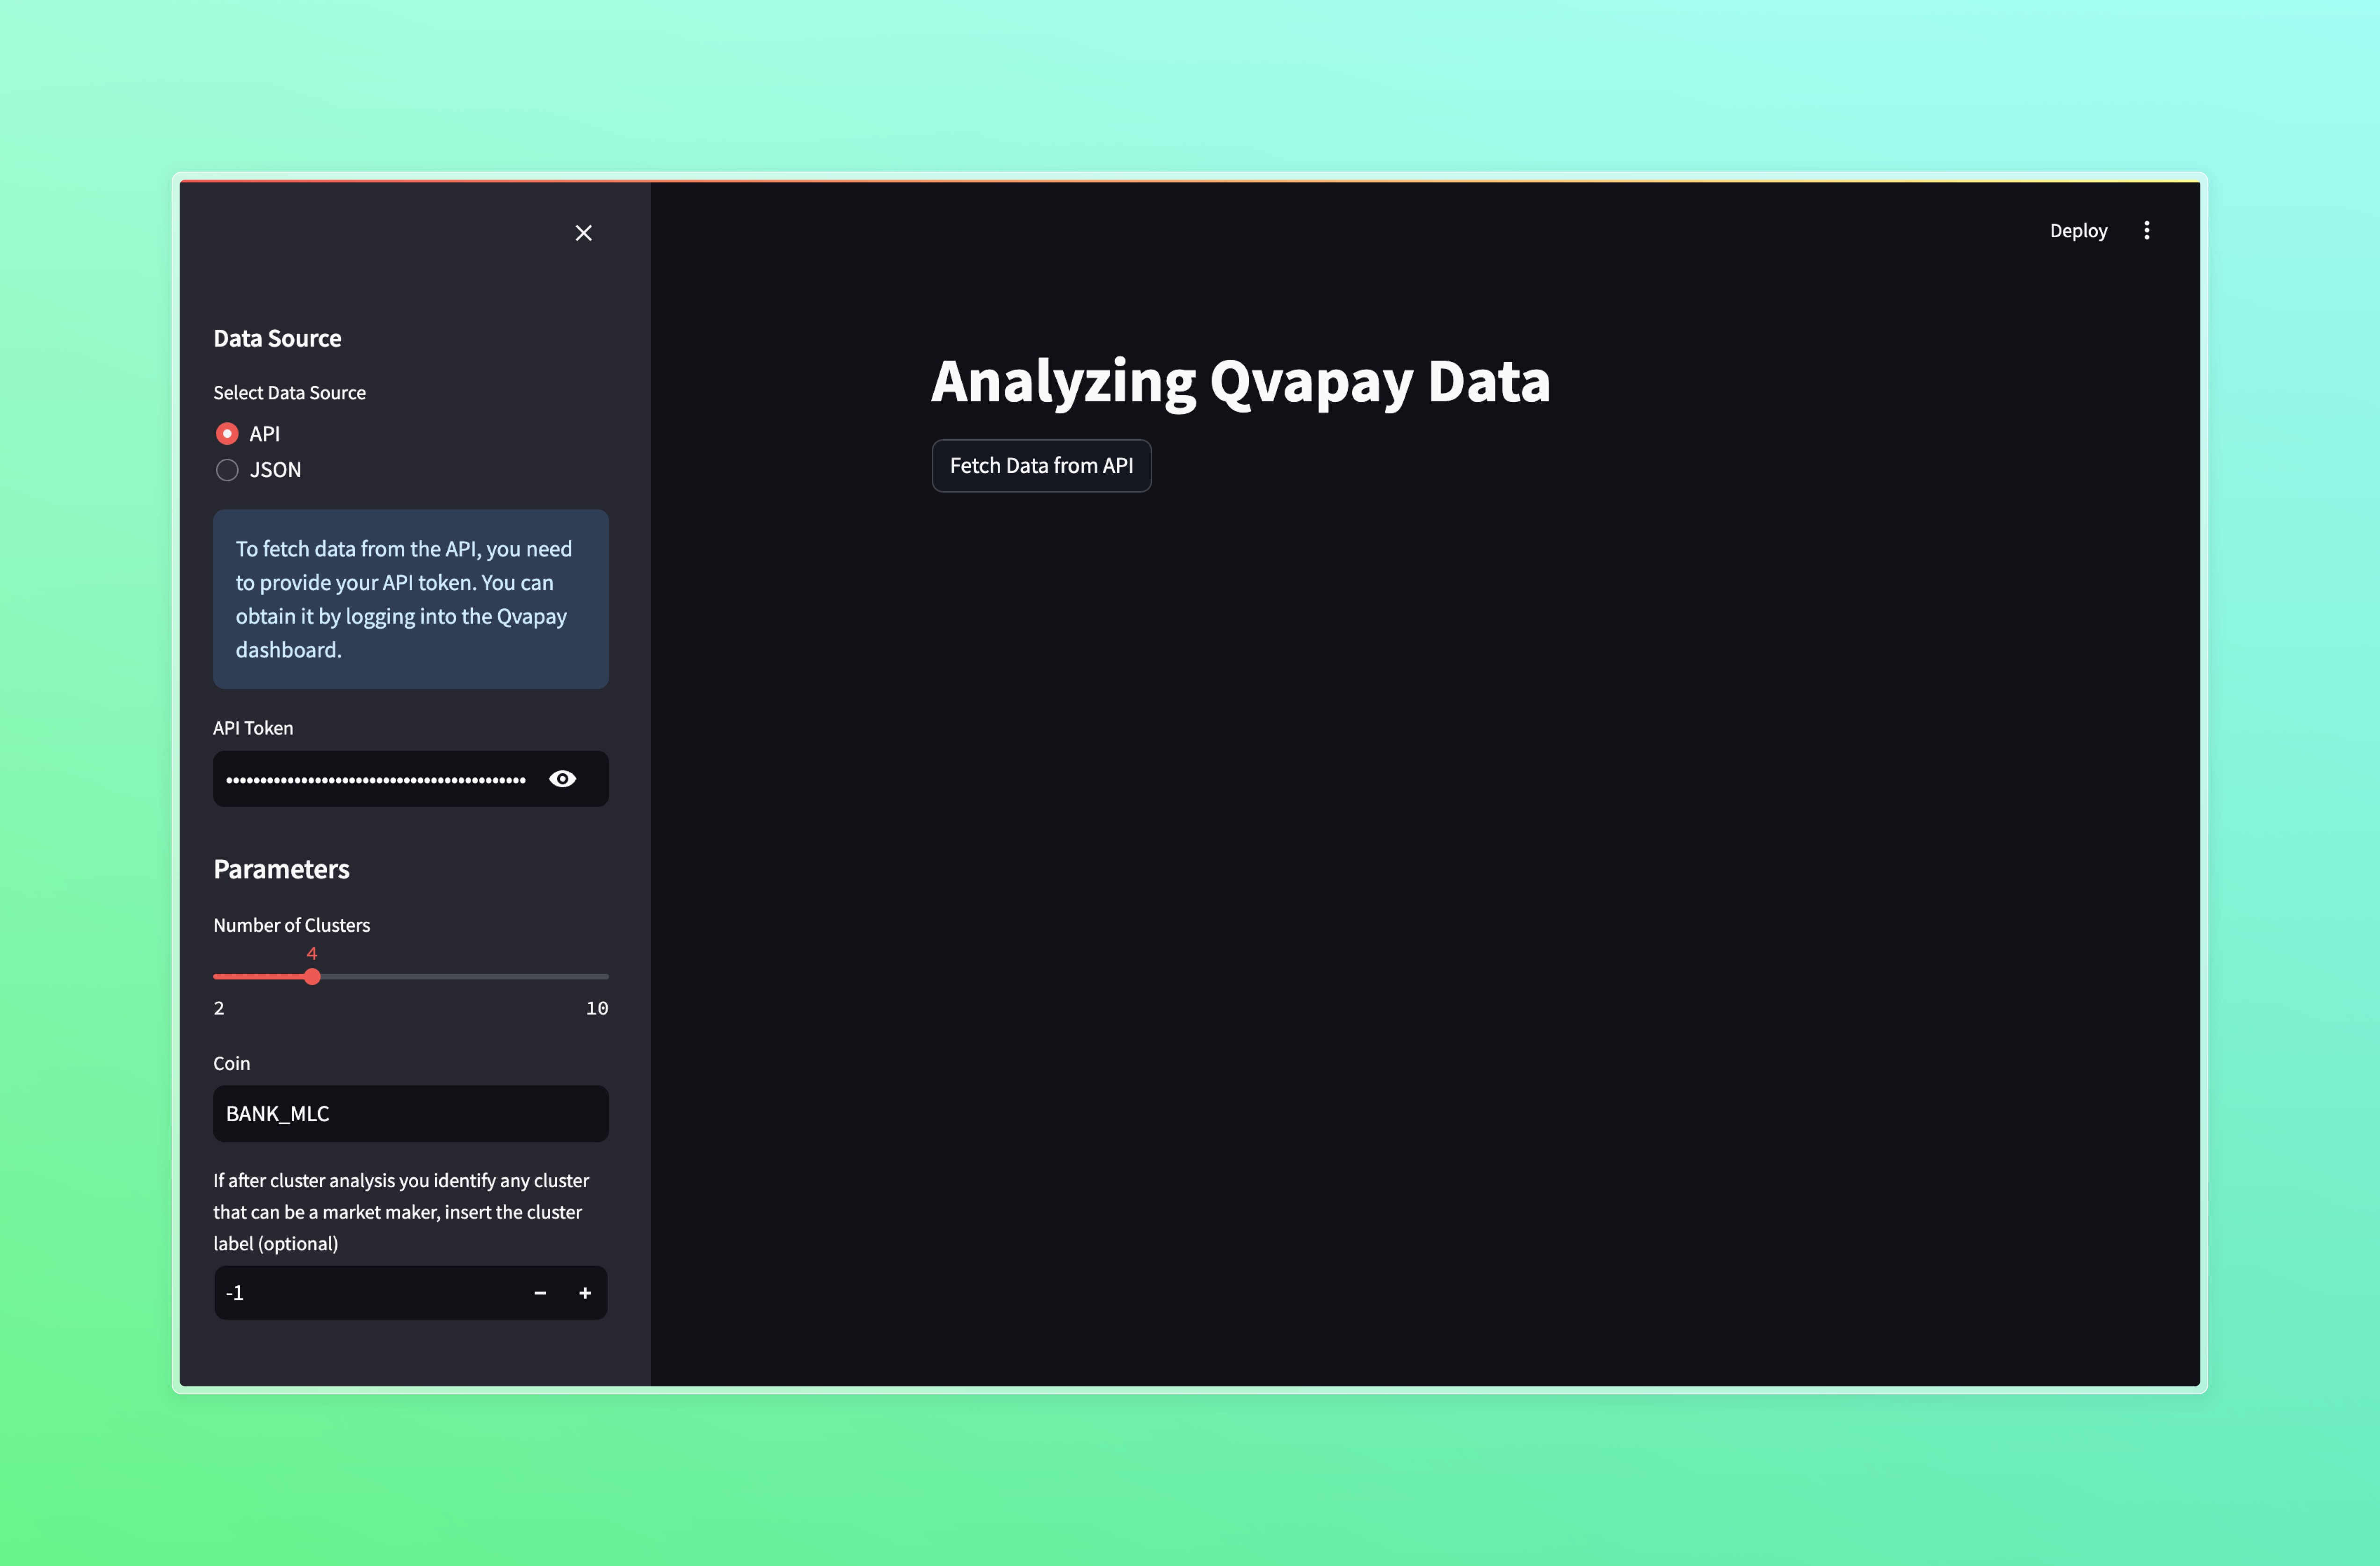 Deploy
Data Source
Select Data Source
API
JSON
To fetch data from the API, you need
to provide your API token. You can
obtain it by logging into the Qvapay
dashboard.
API Token
Parameters
Number of Clusters
4
2
10
Coin
BANK_MLC
If after cluster analysis you identify any cluster
that can be a market maker, insert the cluster
label (optional)
-1
Analyzing Qvapay Data
Fetch Data from API